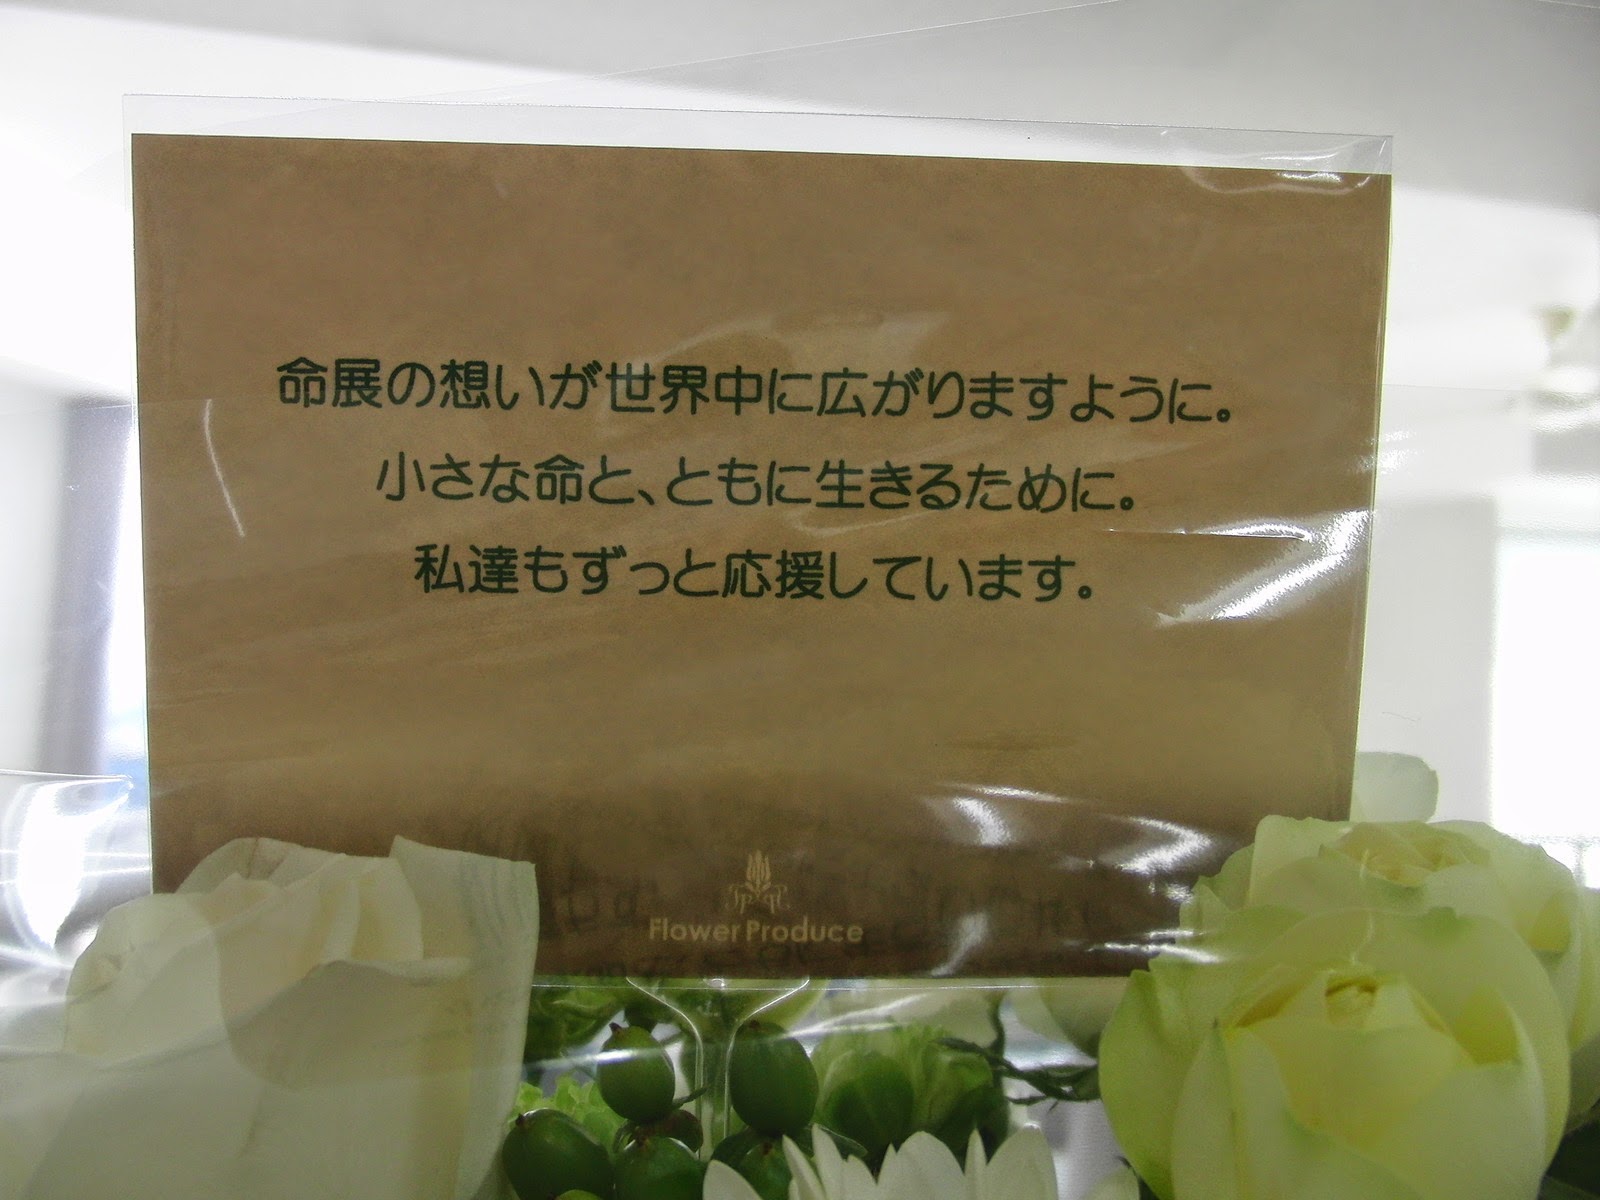 命展の想いが世界中に広がりますように。
小さな命と、ともに生きるために。
私達もずっと応援しています。
Flower Produce